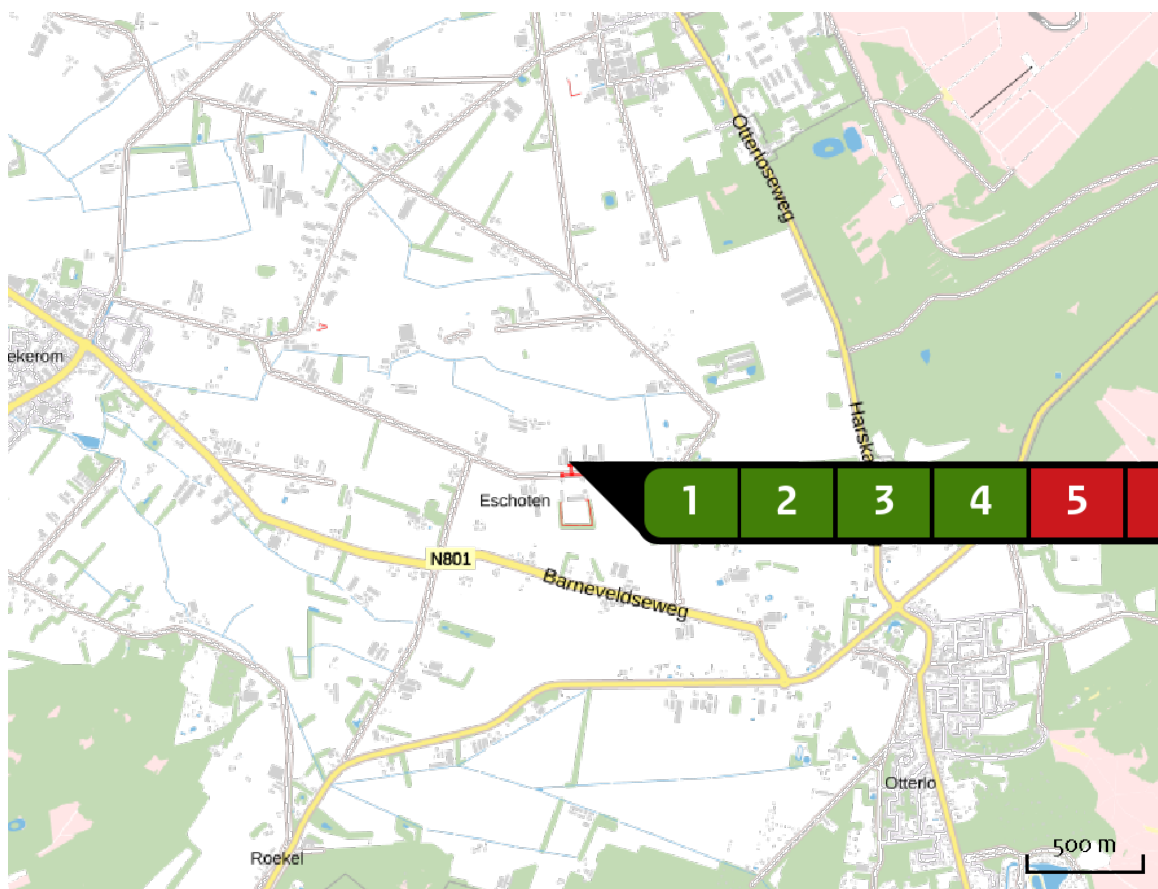 Otterloseweg
ekerom
Harska
Eschoten
1 2 3 4 5
N801
Barneveldseweg
Otterlo
500 m
Roekel